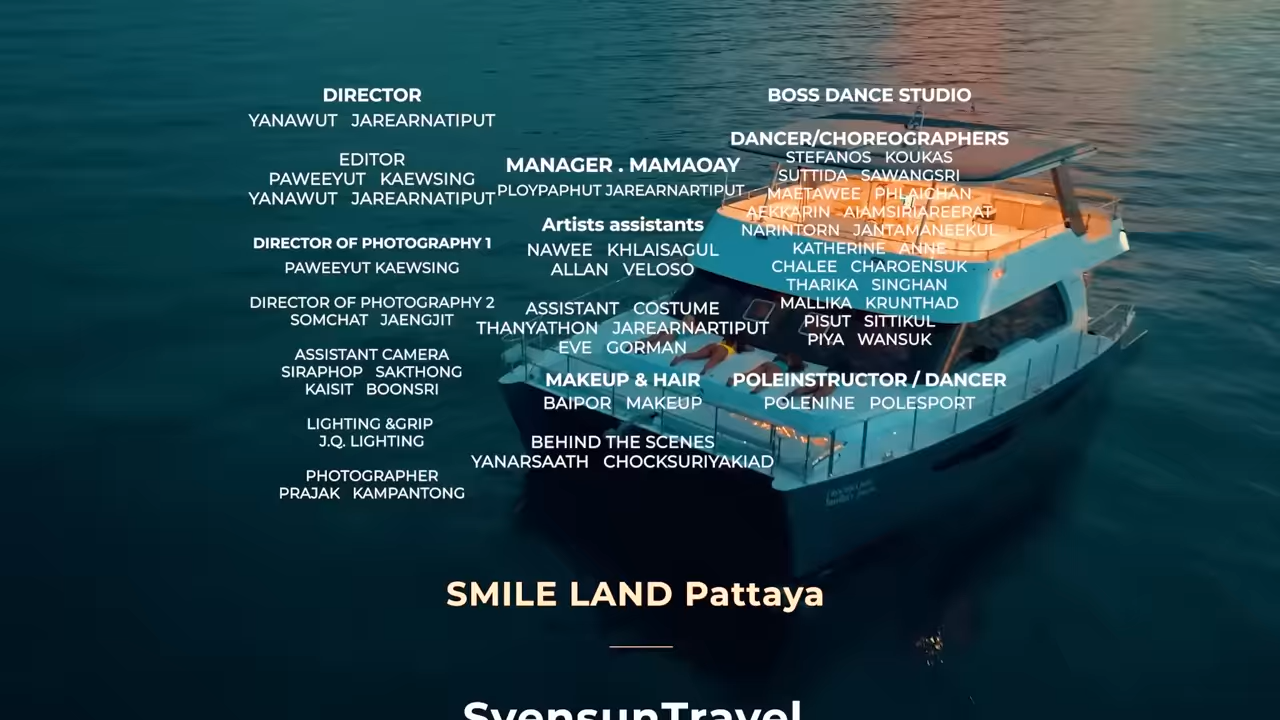 DIRECTOR
YANAWUT JAREARNATIPUT
EDITOR
PAWEEYUT KAEWSING
YANAWUT JAREARNATIPUT
DIRECTOR OF PHOTOGRAPHY 1
PAWEEYUT KAEWSING
DIRECTOR OF PHOTOGRAPHY 2
SOMCHAT JAENGJIT
ASSISTANT CAMERA
SIRAPHOP SAKTHONG
KAISIT BOONSRI
LIGHTING &GRIP
J.Q. LIGHTING
PHOTOGRAPHER
PRAJAK KAMPANTONG
MANAGER . MAMAOAY
PLOYPAPHUT JAREARNARTIPUT
Artists assistants
NAWEE KHLAISAGUL
ALLAN VELOSO
ASSISTANT COSTUME
THANYATHON JAREARNARTIPUT
EVE GORMAN
MAKEUP & HAIR
BAIPOR MAKEUP
BEHIND THE SCENES
YANARSAATH CHOCKSURIYAKIAD
BOSS DANCE STUDIO
DANCER/CHOREOGRAPHERS
STEFANOS KOUKAS
SUTTIDA SAWANGSRI
MAETAWEE PHLAICHAN
AEKKARIN AIAMSIRIAREERAT
NARINTORN JANTAMANEEKUL
KATHERINE ANNE
CHALEE CHAROENSUK
THARIKA SINGHAN
MALLIKA KRUNTHAD
PISUT SITTIKUL
PIYA WANSUK
POLEINSTRUCTOR / DANCER
POLENINE POLESPORT
SMILE LAND Pattaya
SvensunTravel